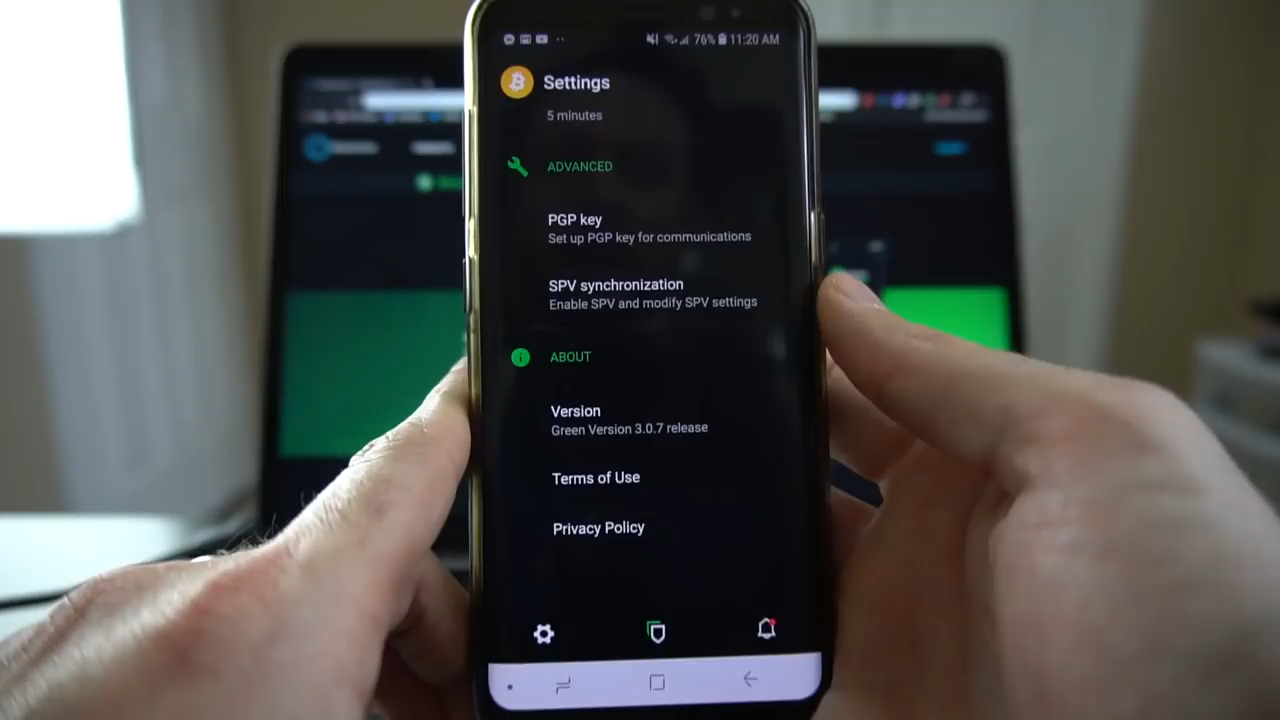 76% 11:20 AM
Settings
5 minutes
ADVANCED
PGP key
Set up PGP key for communications
SPV synchronization
Enable SPV and modify SPV settings
ABOUT
Version
Green Version 3.0.7 release
Terms of Use
Privacy Policy